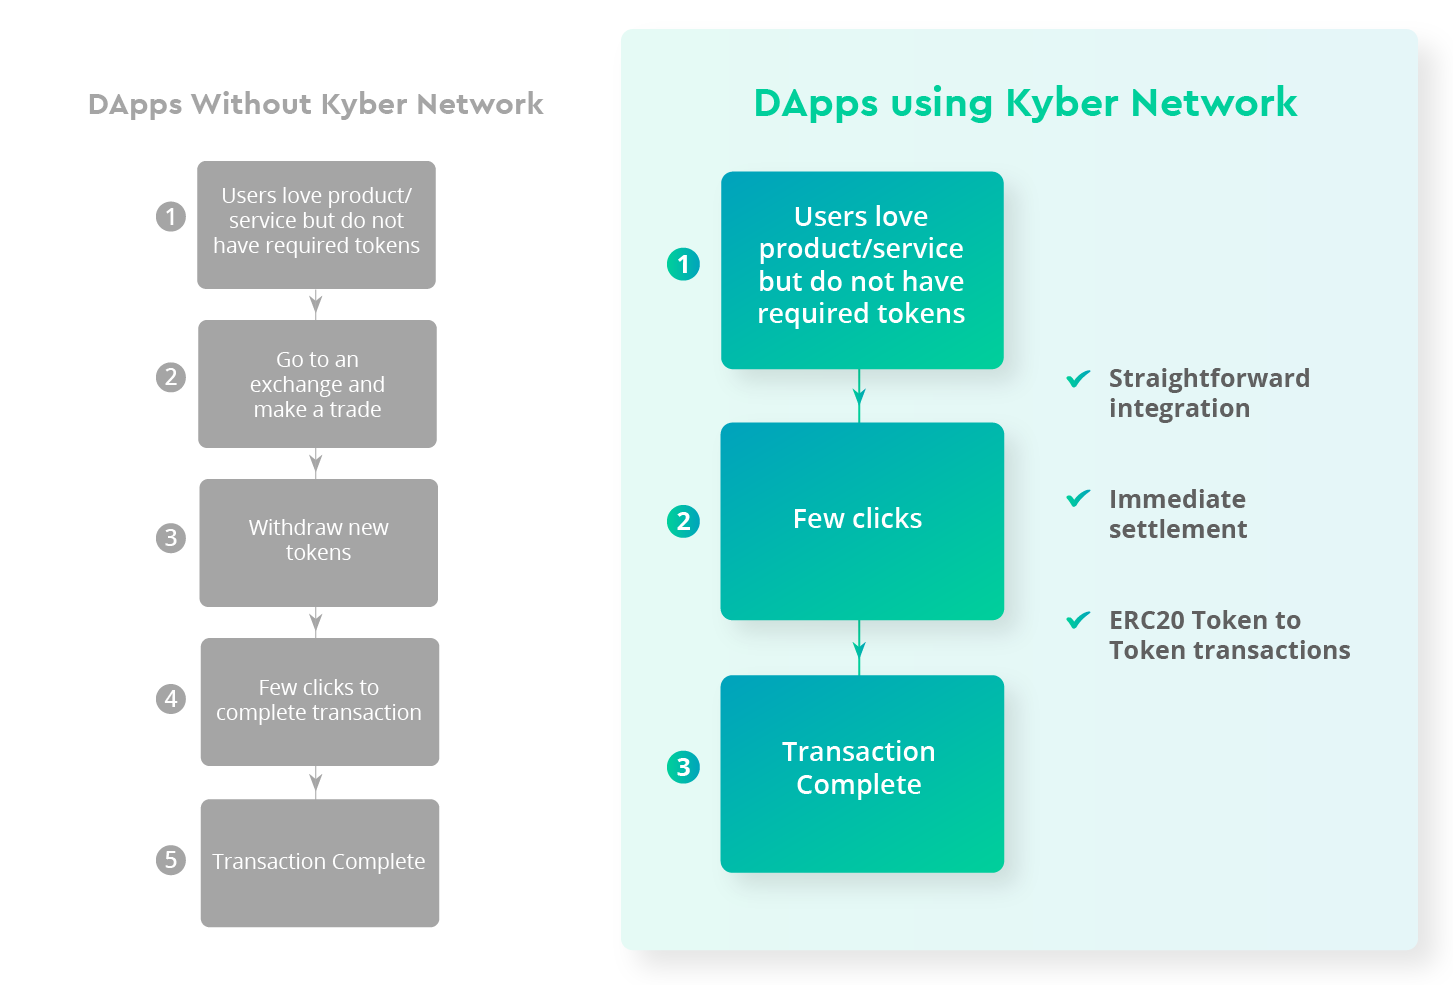 DApps Without Kyber Network
1
Users love product/
service but do not
have required tokens
2
Go to an
exchange and
make a trade
3
Withdraw new
tokens
4
Few clicks to
complete transaction
5
Transaction Complete
DApps using Kyber Network
1
Users love
product/service
but do not have
required tokens
2
Few clicks
3
Transaction
Complete
Straightforward
integration
Immediate
settlement
ERC20 Token to
Token transactions